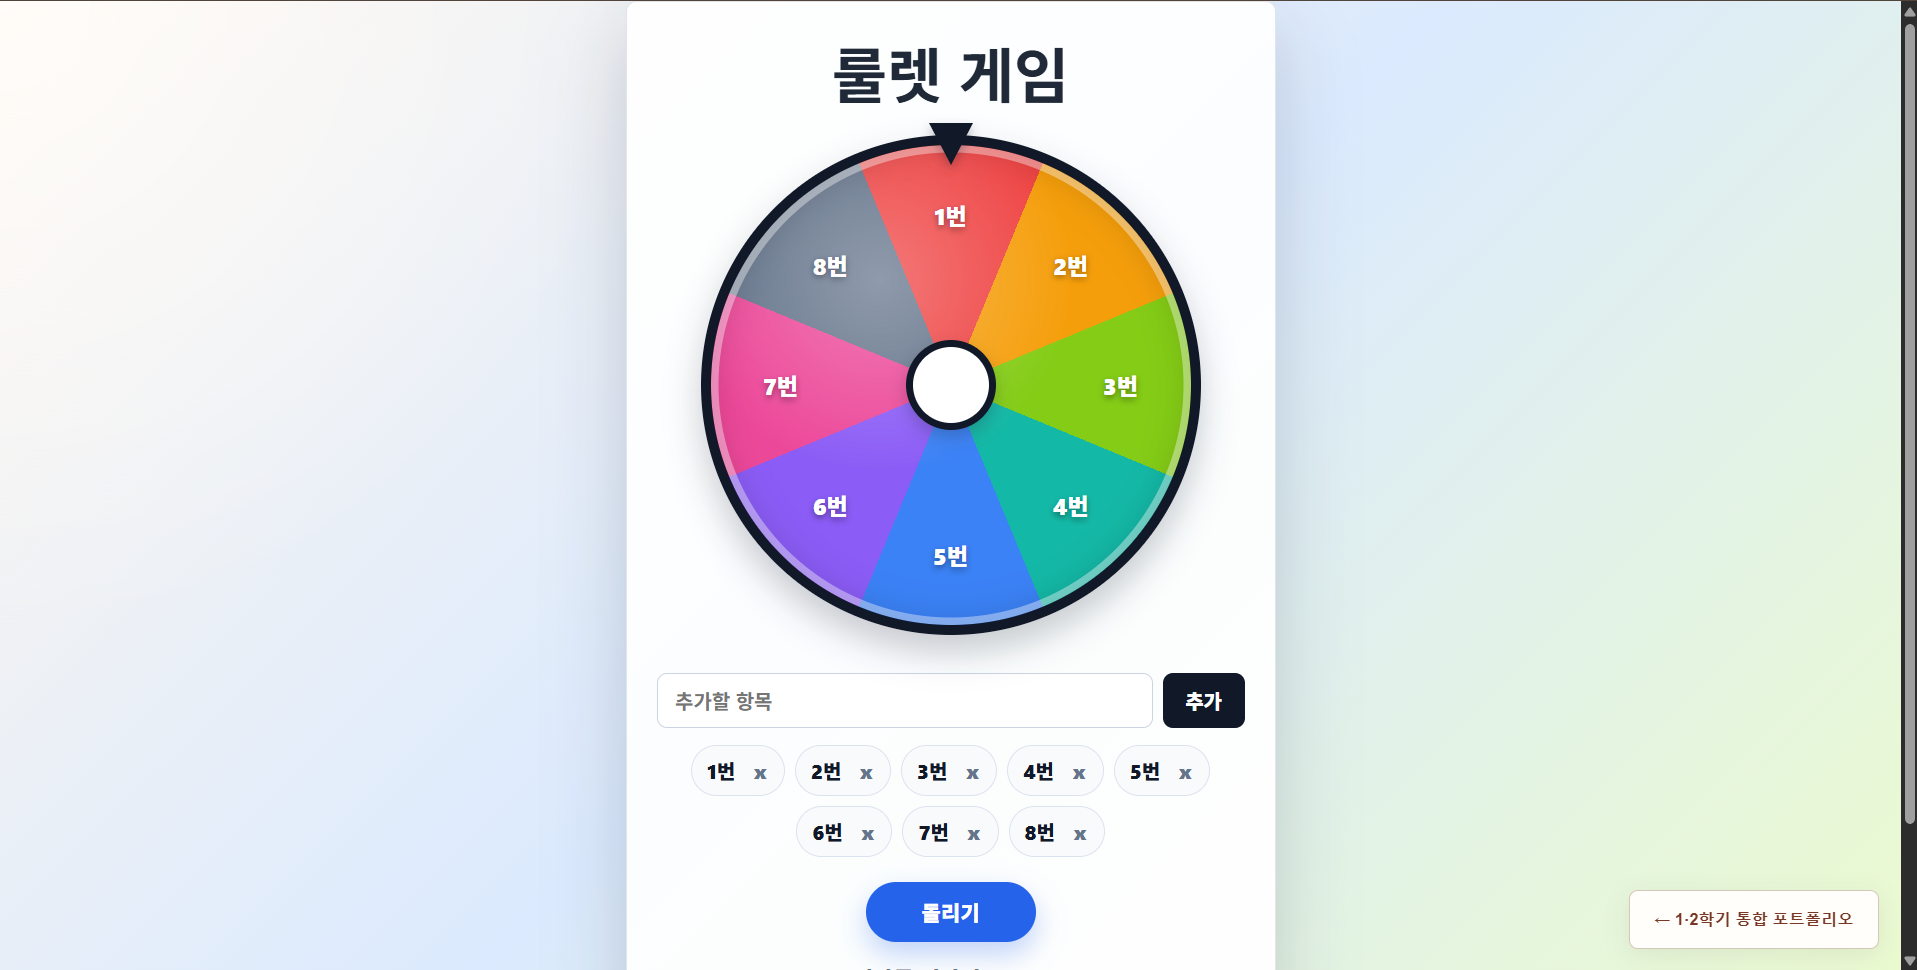 룰렛 게임
1번
8번
2번
7번
3번
6번
4번
5번
추가할 항목
추가
1번 x 2번 x 3번 x 4번 x 5번 x
6번 x 7번 x 8번 x
돌리기
← 1·2학기 통합 포트폴리오